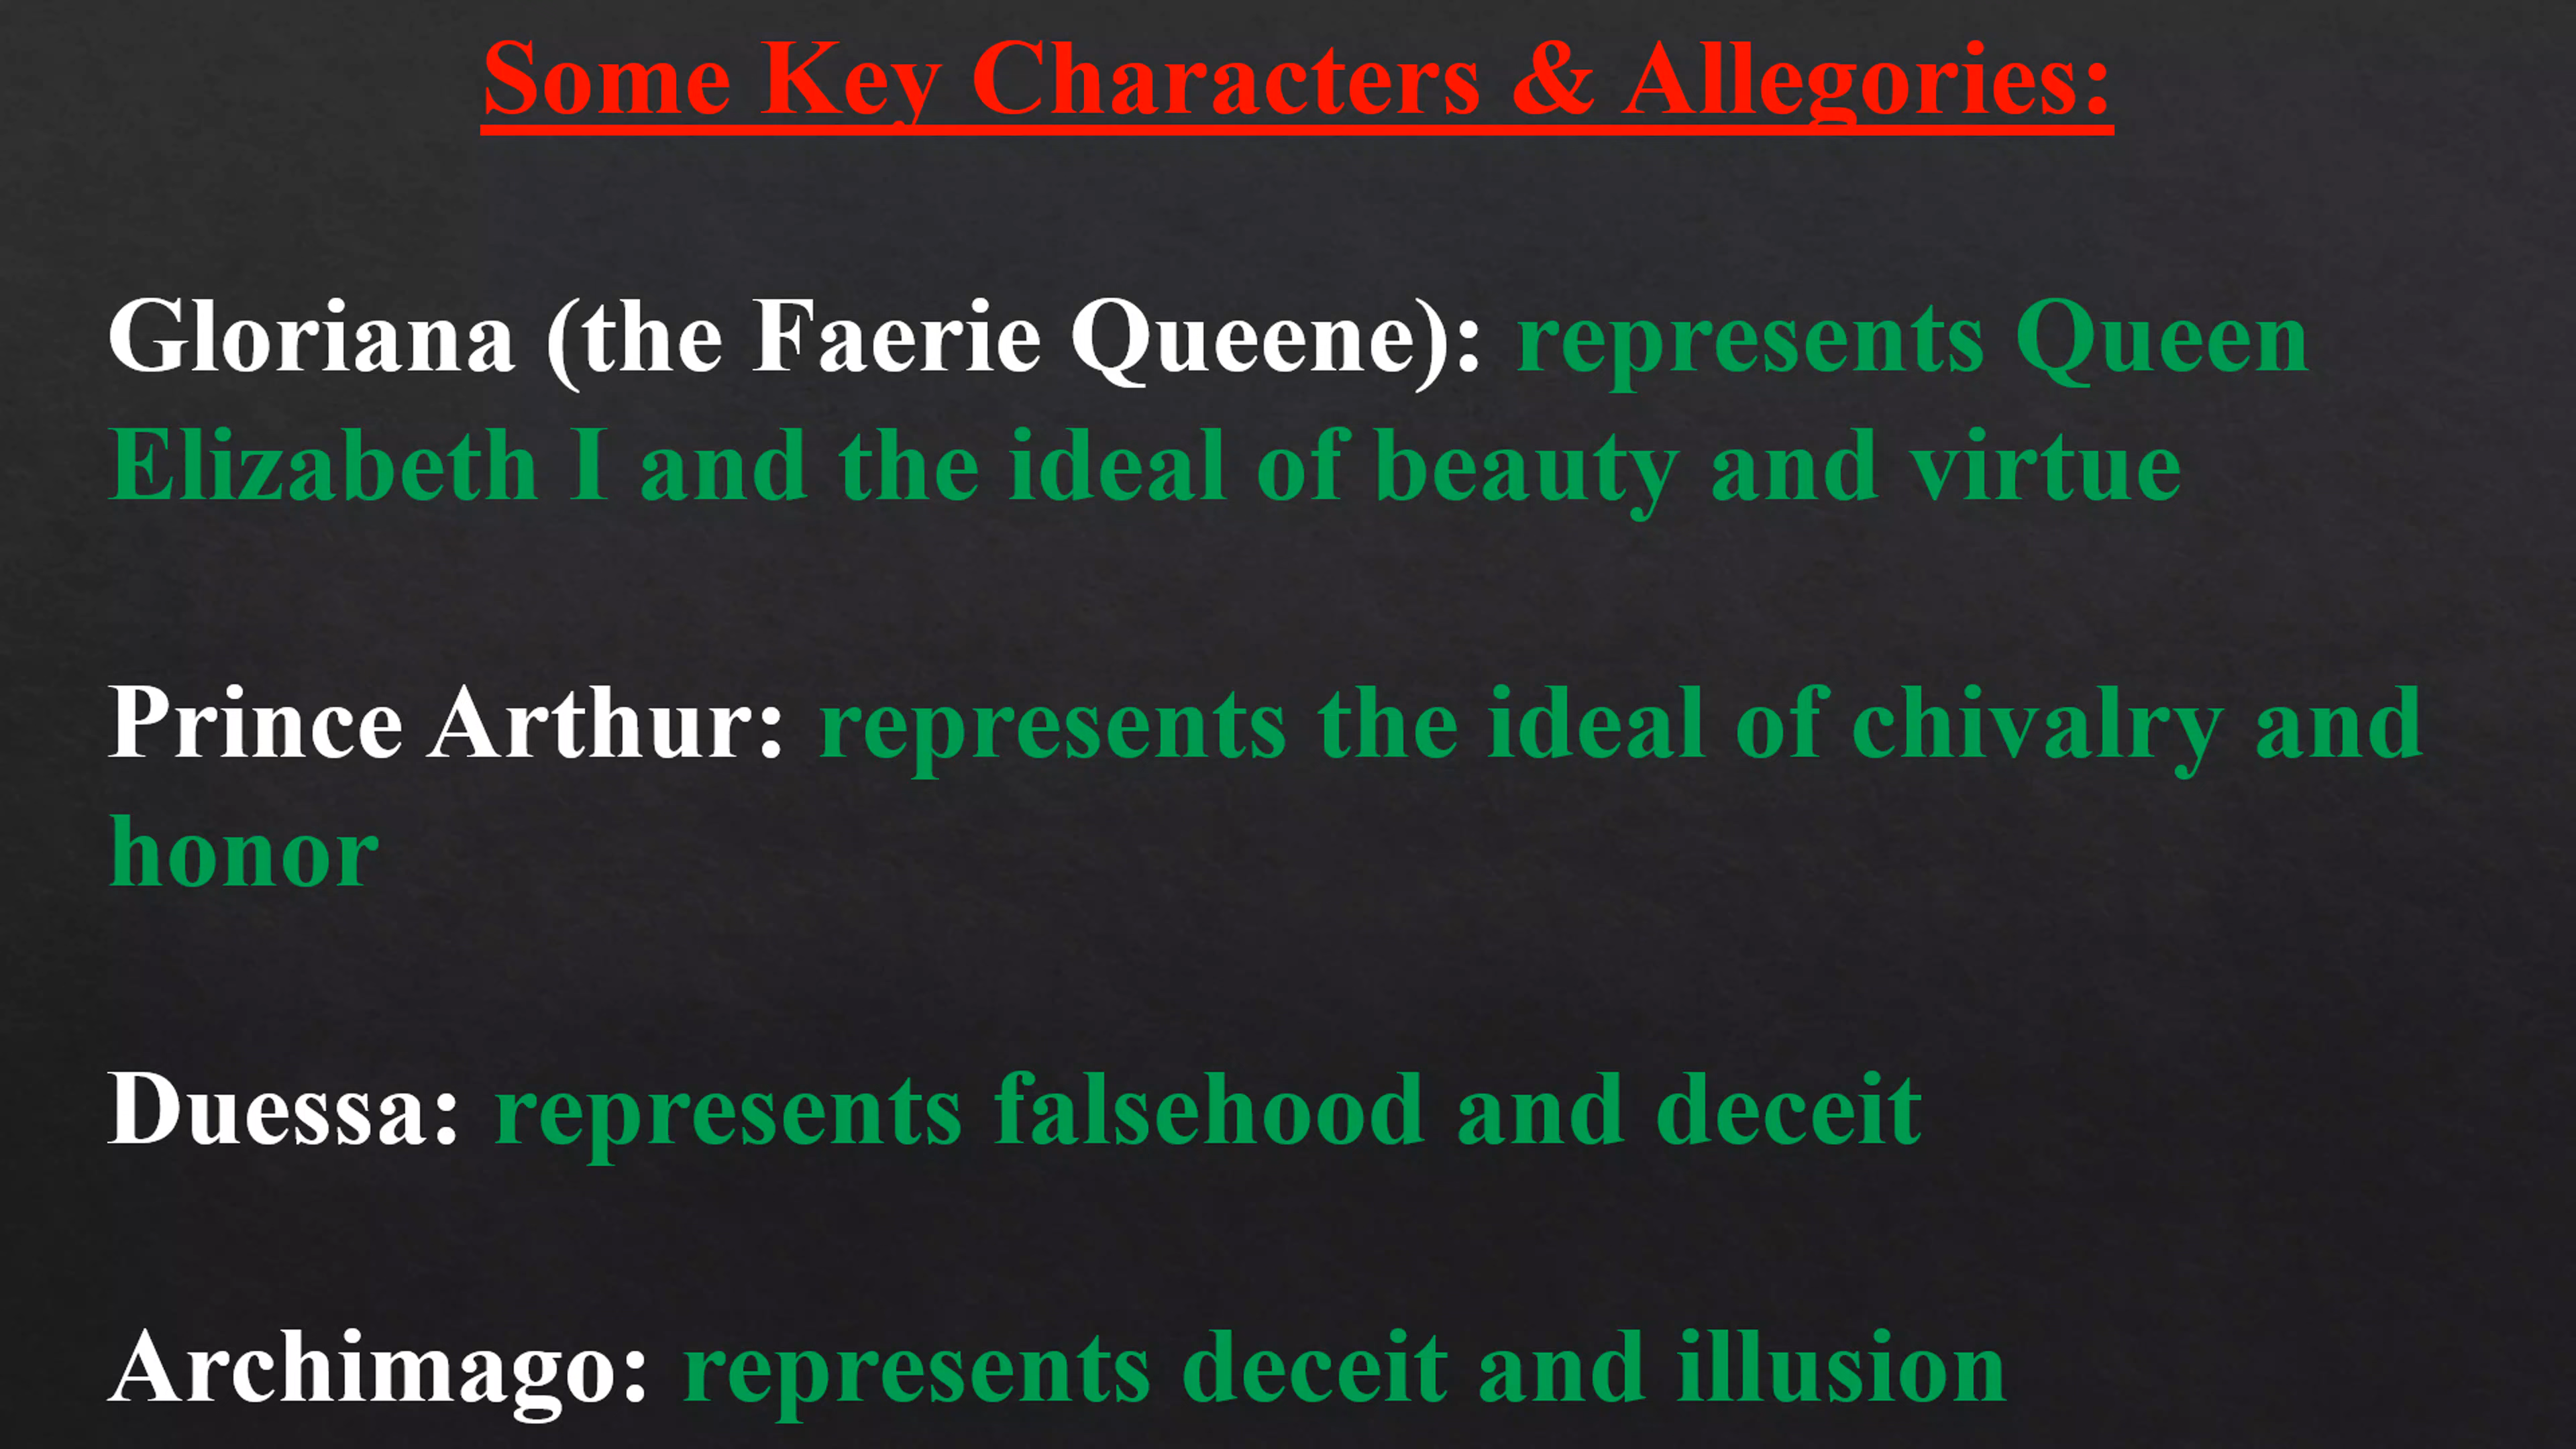 Some Key Characters & Allegories:
Gloriana (the Faerie Queene): represents Queen
Elizabeth I and the ideal of beauty and virtue
Prince Arthur: represents the ideal of chivalry and
honor
Duessa: represents falsehood and deceit
Archimago: represents deceit and illusion